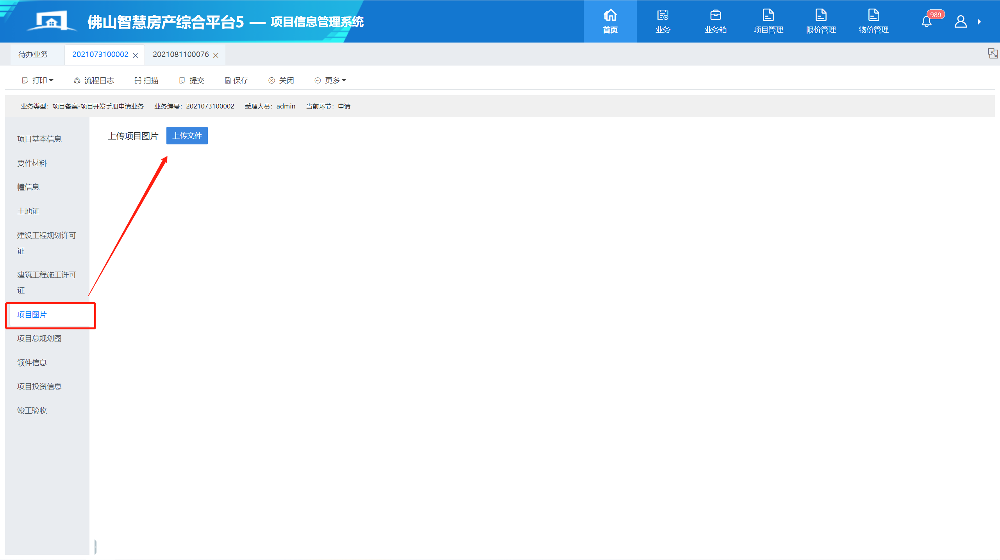 佛山智慧房产综合平台5 — 项目信息管理系统
首页
业务
业务箱
项目管理
限价管理
物价管理
989
待办业务
2021073100002
2021081100076
打印
流程日志
扫描
提交
保存
关闭
更多
业务类型：项目备案-项目开发手册申请业务 业务编号：2021073100002 受理人员：admin 当前环节：申请
项目基本信息
要件材料
幢信息
土地证
建设工程规划许可
证
建筑工程施工许可
证
项目图片
项目总规划图
领件信息
项目投资信息
竣工验收
上传项目图片
上传文件